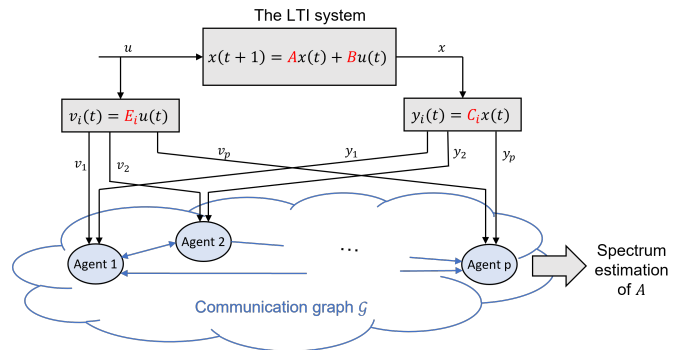 The LTI system
u
x(t + 1) = Ax(t) + Bu(t)
x
v_i(t) = E_i u(t)
y_i(t) = C_i x(t)
v_1
v_2
v_p
y_1
y_2
y_p
Agent 1
Agent 2
...
Agent p
Spectrum
estimation
of A
Communication graph 𝒢